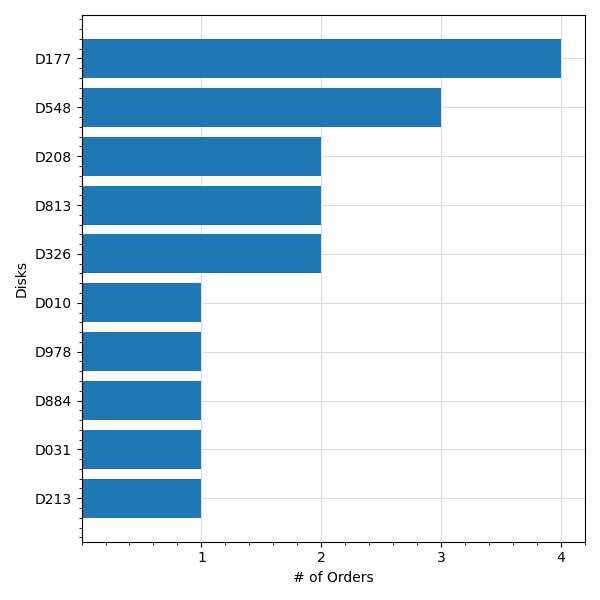 D177
D548
D208
D813
D326
D010
D978
D884
D031
D213
Disks
1 2 3 4
# of Orders